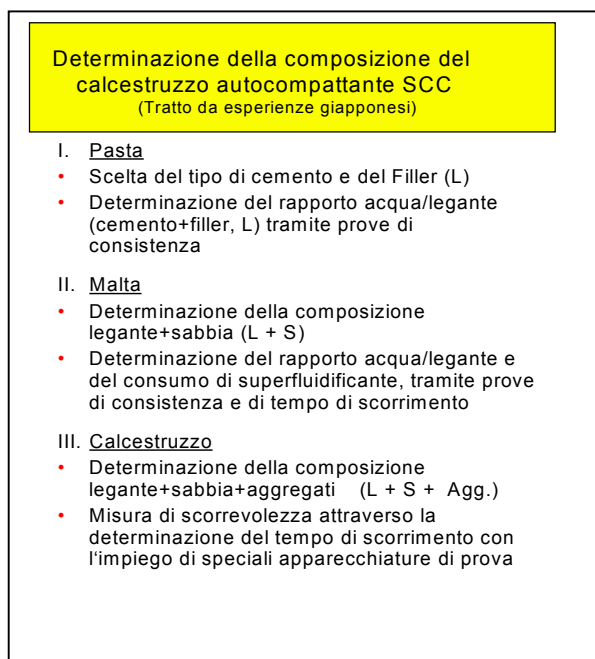 Determinazione della composizione del
calcestruzzo autocompattante SCC
(Tratto da esperienze giapponesi)
I. Pasta
• Scelta del tipo di cemento e del Filler (L)
• Determinazione del rapporto acqua/legante
(cemento+filler, L) tramite prove di
consistenza
II. Malta
• Determinazione della composizione
legante+sabbia (L + S)
• Determinazione del rapporto acqua/legante e
del consumo di superfluidificante, tramite prove
di consistenza e di tempo di scorrimento
III. Calcestruzzo
• Determinazione della composizione
legante+sabbia+aggregati (L + S + Agg.)
• Misura di scorrevolezza attraverso la
determinazione del tempo di scorrimento con
l‘impiego di speciali apparecchiature di prova